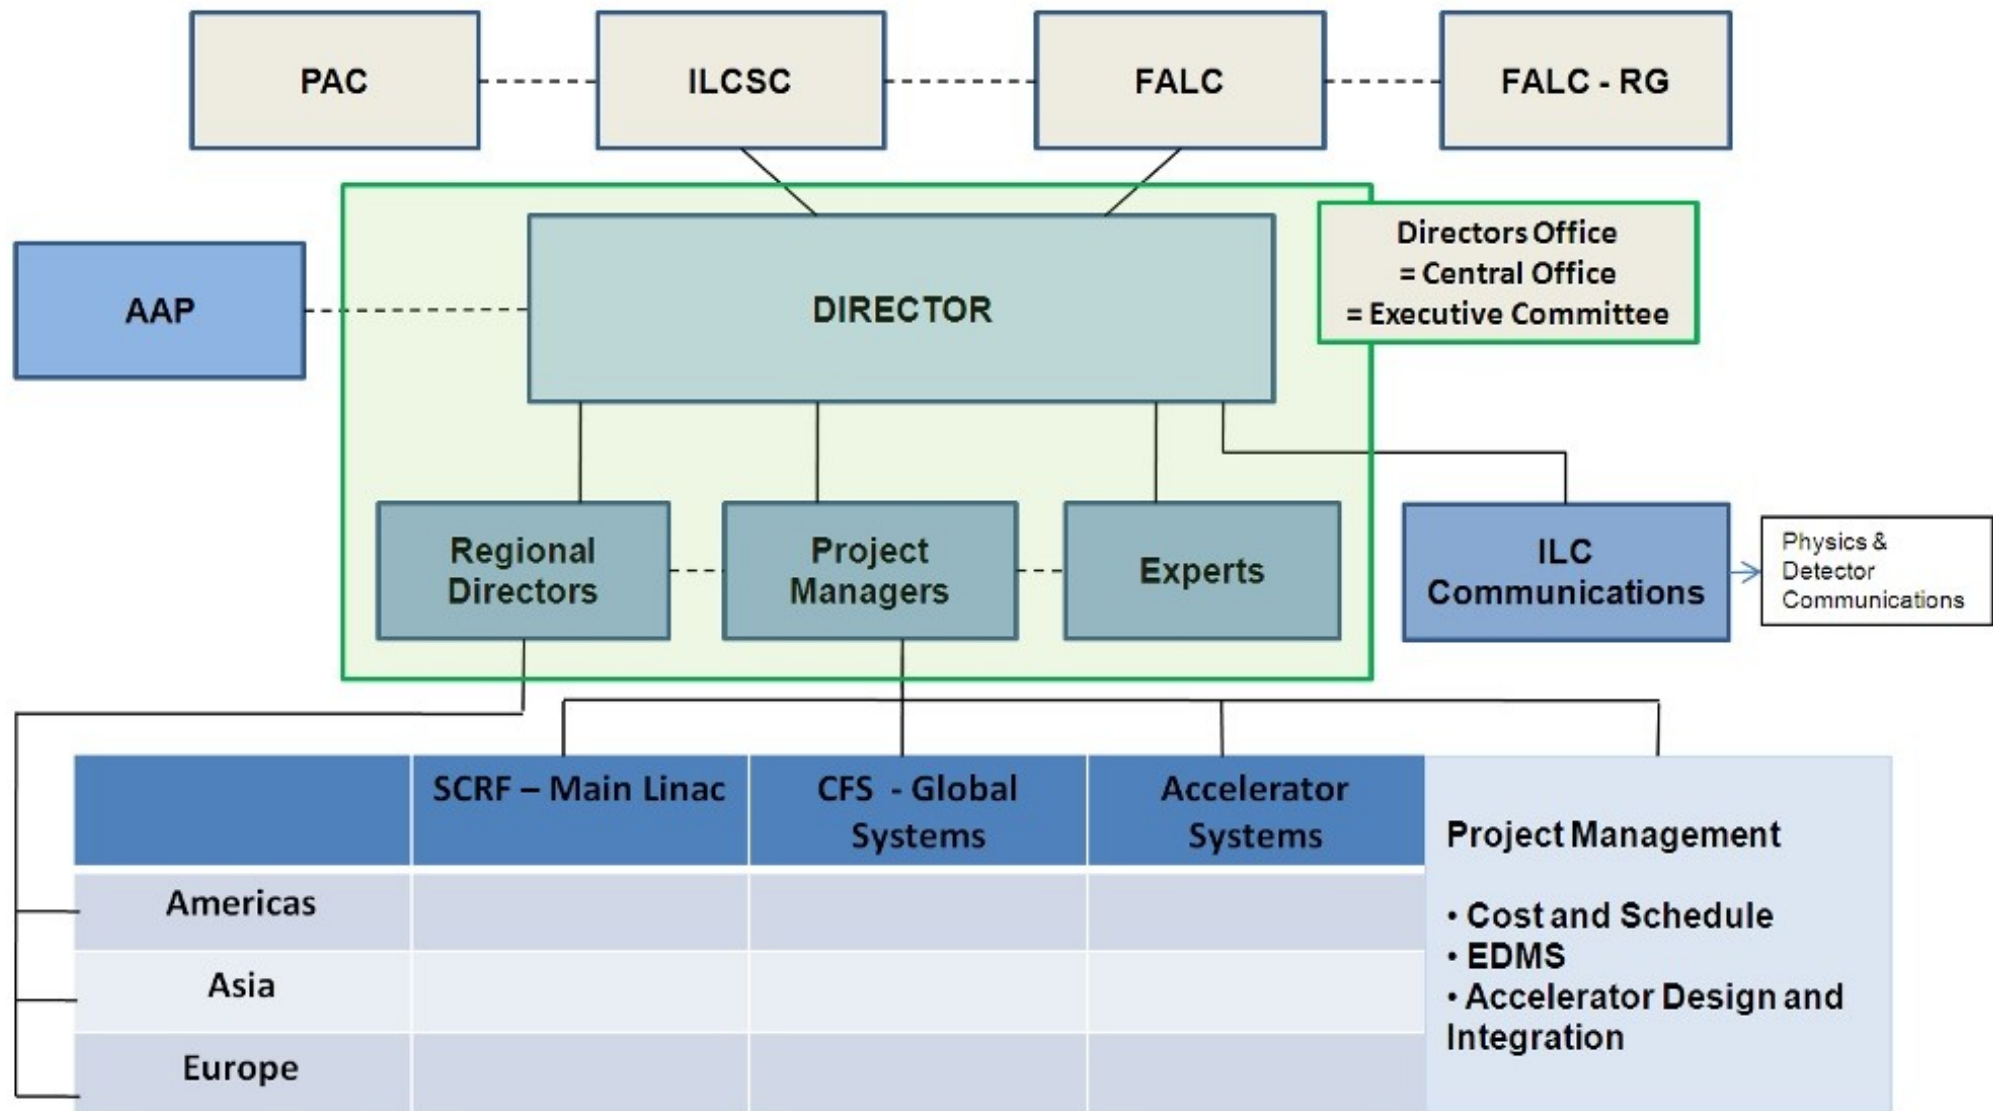 PAC
ILCSC
FALC
FALC - RG
AAP
DIRECTOR
Directors Office
= Central Office
= Executive Committee
Regional
Directors
Project
Managers
Experts
ILC
Communications
Physics &
Detector
Communications
SCRF – Main Linac
CFS - Global
Systems
Accelerator
Systems
Project Management
• Cost and Schedule
• EDMS
• Accelerator Design and
Integration
Americas
Asia
Europe